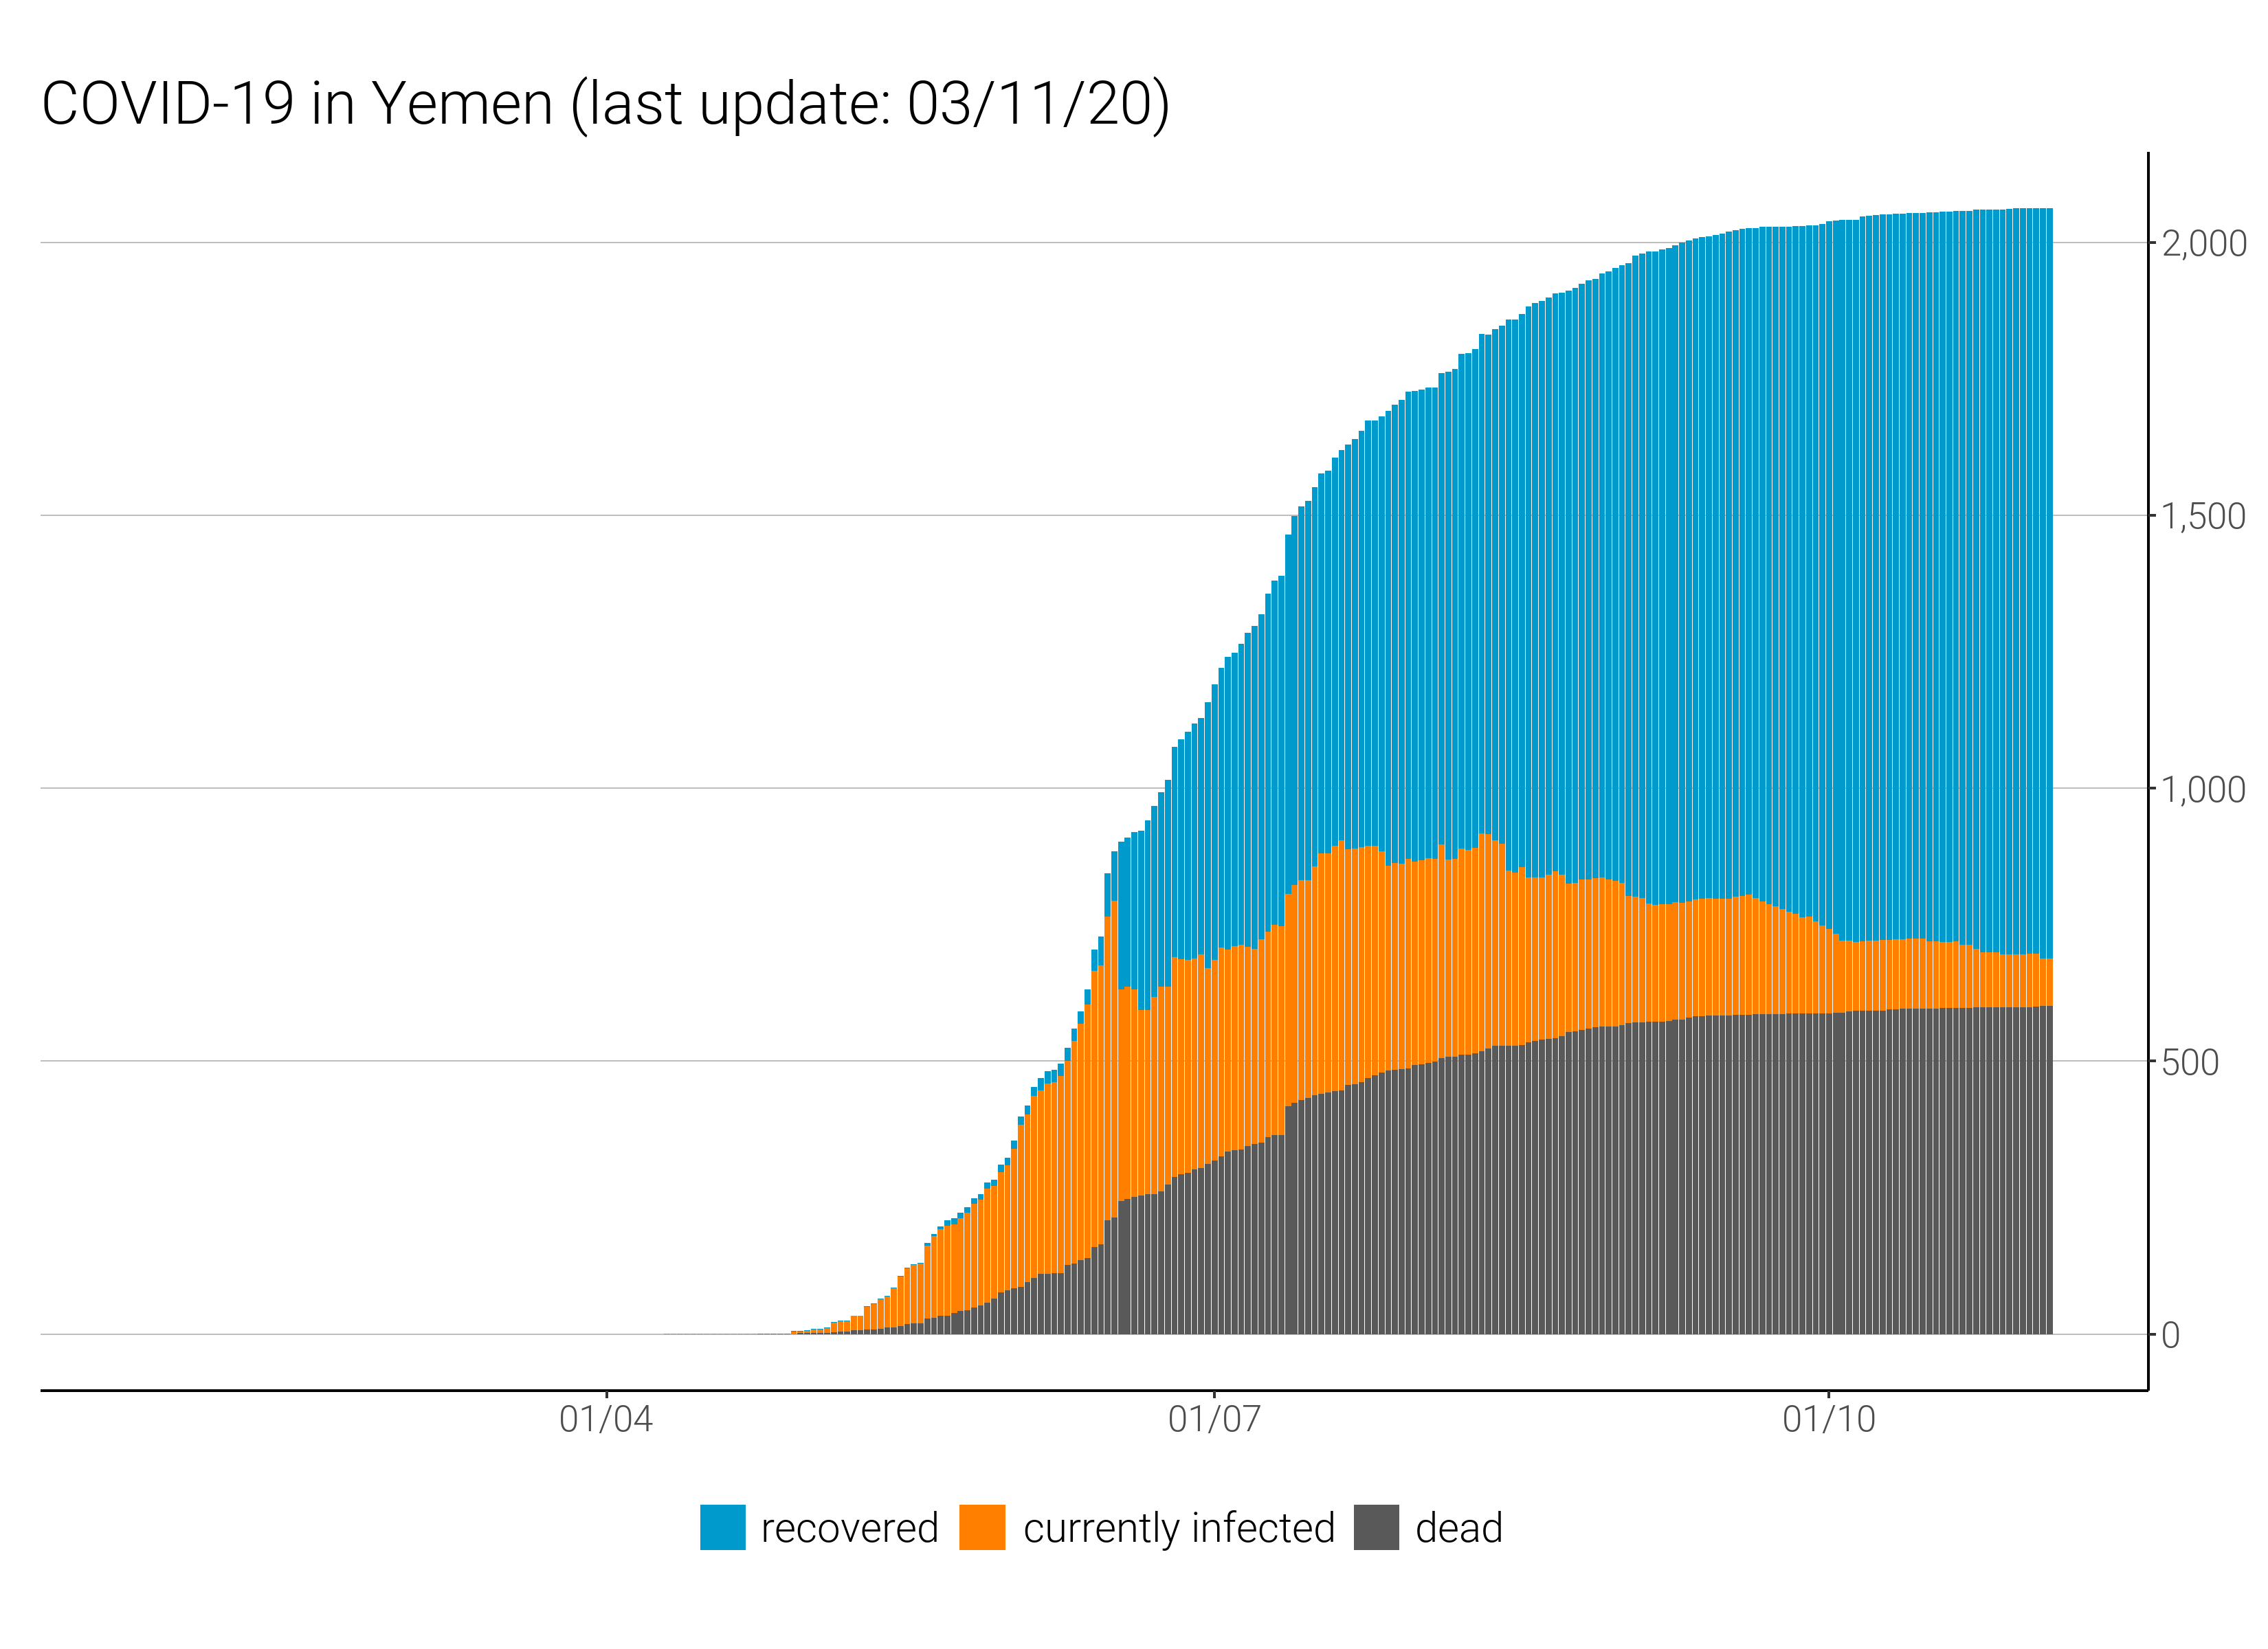 COVID-19 in Yemen (last update: 03/11/20)
2,000
1,500
1,000
500
0
01/04 01/07 01/10
recovered currently infected dead